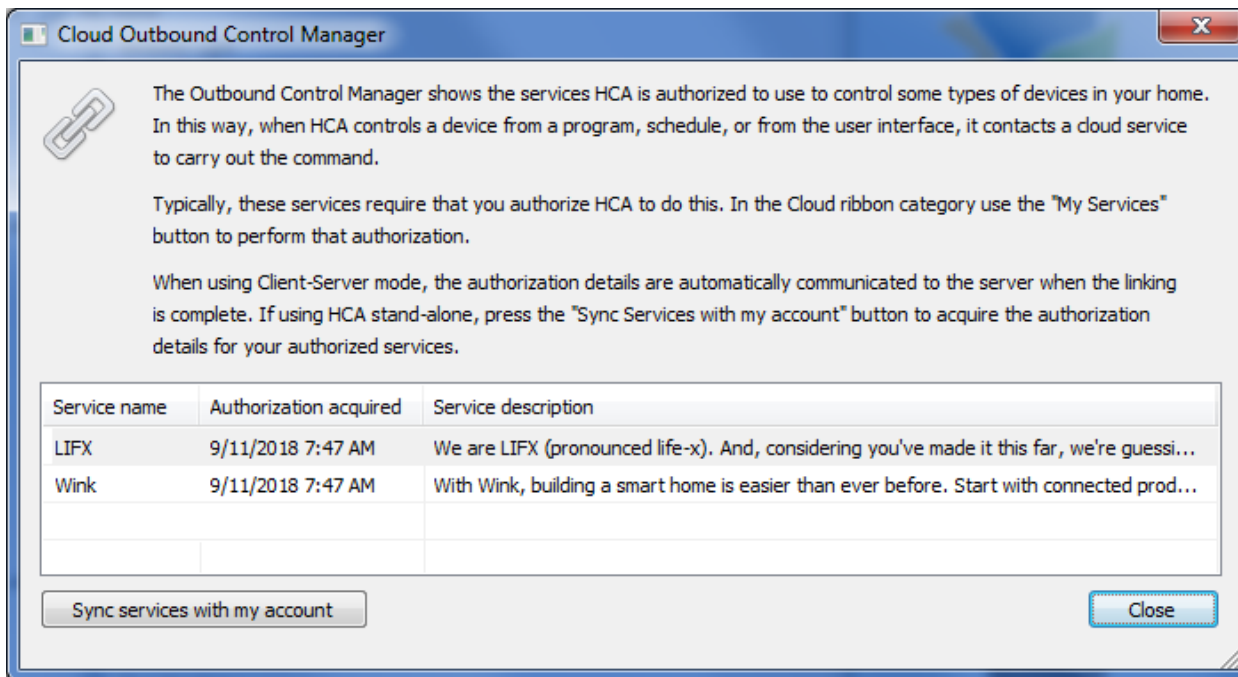 Cloud Outbound Control Manager
The Outbound Control Manager shows the services HCA is authorized to use to control some types of devices in your home.
In this way, when HCA controls a device from a program, schedule, or from the user interface, it contacts a cloud service
to carry out the command.
Typically, these services require that you authorize HCA to do this. In the Cloud ribbon category use the "My Services"
button to perform that authorization.
When using Client-Server mode, the authorization details are automatically communicated to the server when the linking
is complete. If using HCA stand-alone, press the "Sync Services with my account" button to acquire the authorization
details for your authorized services.
Service name Authorization acquired Service description
LIFX 9/11/2018 7:47 AM We are LIFX (pronounced life-x). And, considering you've made it this far, we're guessi...
Wink 9/11/2018 7:47 AM With Wink, building a smart home is easier than ever before. Start with connected prod...
Sync services with my account Close